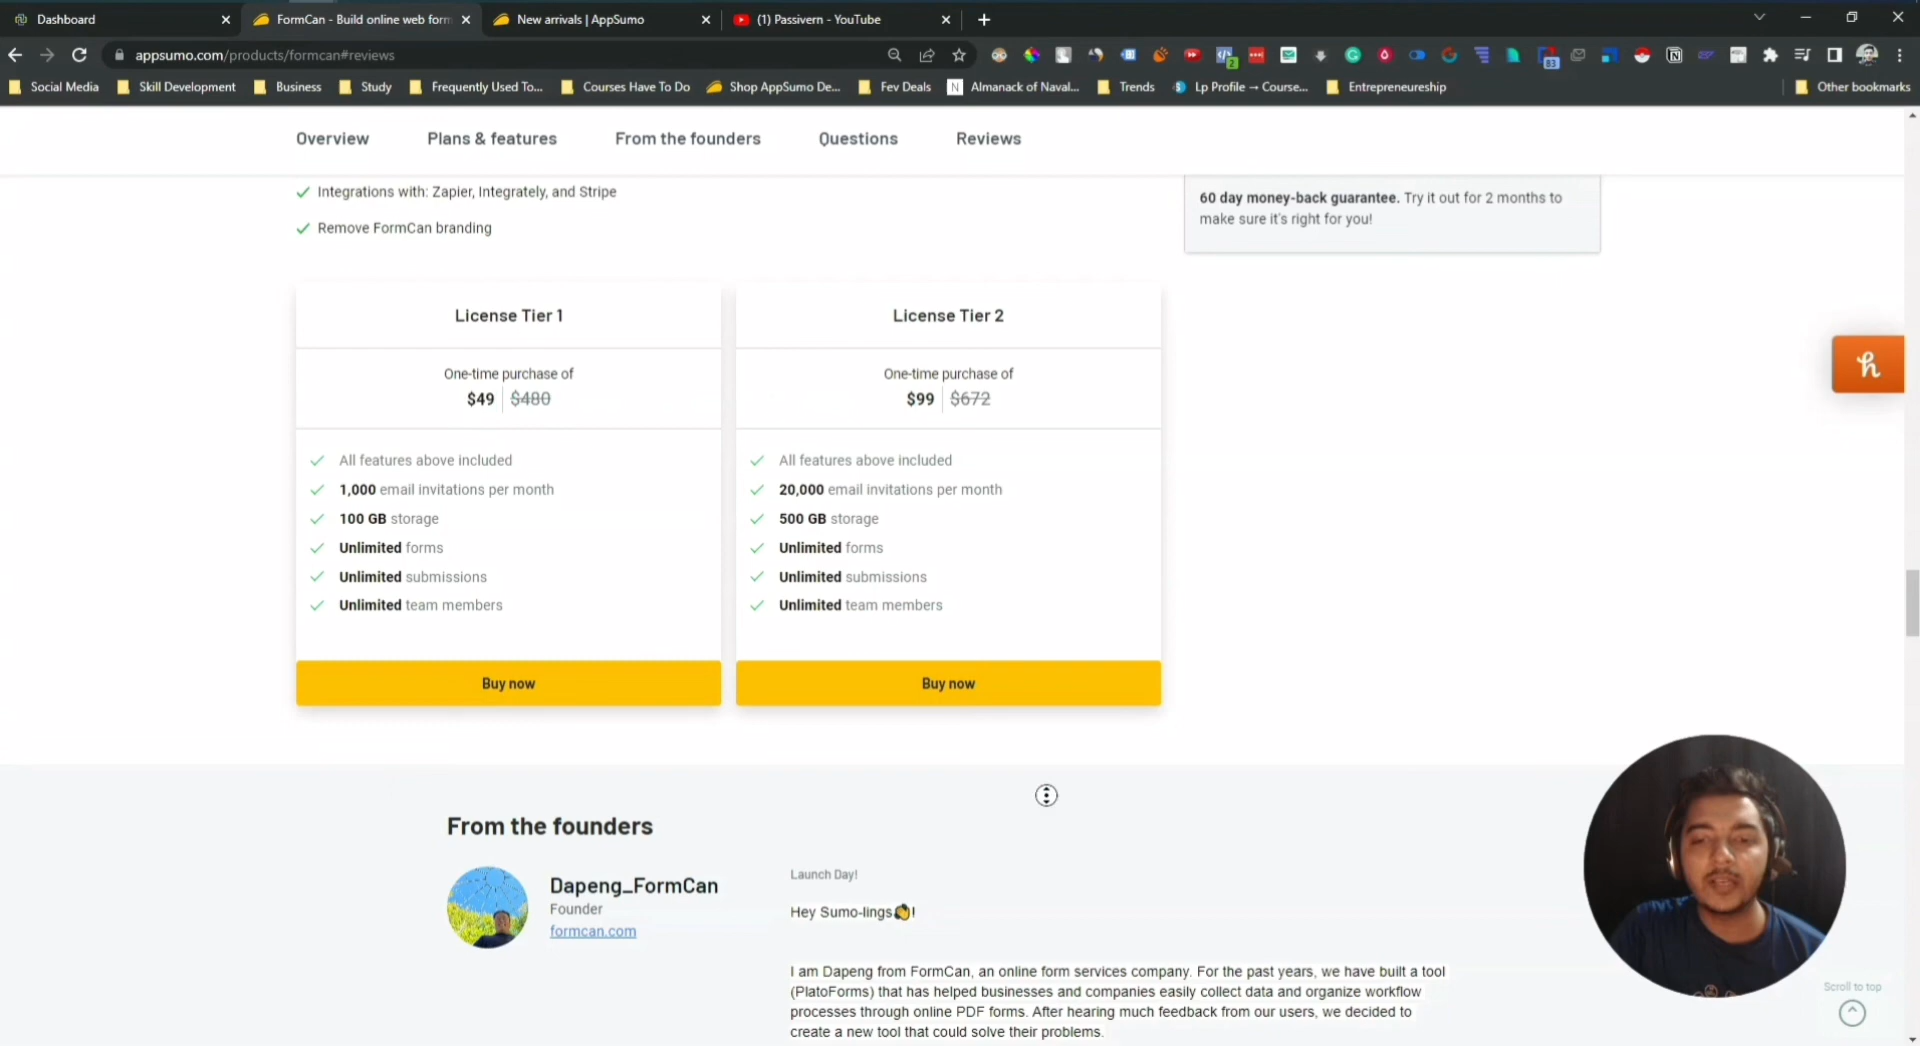 Dashboard
FormCan - Build online web form
New arrivals | AppSumo
(1) Passivern - YouTube
appsumo.com/products/formcan#reviews
2
83
Social Media
Skill Development
Business
Study
Frequently Used To...
Courses Have To Do
Shop AppSumo De...
Fev Deals
Almanack of Naval...
Trends
Lp Profile → Course...
Entrepreneurship
Other bookmarks
Overview
Plans & features
From the founders
Questions
Reviews
Integrations with: Zapier, Integrately, and Stripe
Remove FormCan branding
60 day money-back guarantee. Try it out for 2 months to
make sure it's right for you!
License Tier 1
One-time purchase of
$49 $480
All features above included
1,000 email invitations per month
100 GB storage
Unlimited forms
Unlimited submissions
Unlimited team members
Buy now
License Tier 2
One-time purchase of
$99 $672
All features above included
20,000 email invitations per month
500 GB storage
Unlimited forms
Unlimited submissions
Unlimited team members
Buy now
h
From the founders
Dapeng_FormCan
Founder
formcan.com
Launch Day!
Hey Sumo-lings!
I am Dapeng from FormCan, an online form services company. For the past years, we have built a tool
(PlatoForms) that has helped businesses and companies easily collect data and organize workflow
processes through online PDF forms. After hearing much feedback from our users, we decided to
create a new tool that could solve their problems.
Scroll to top